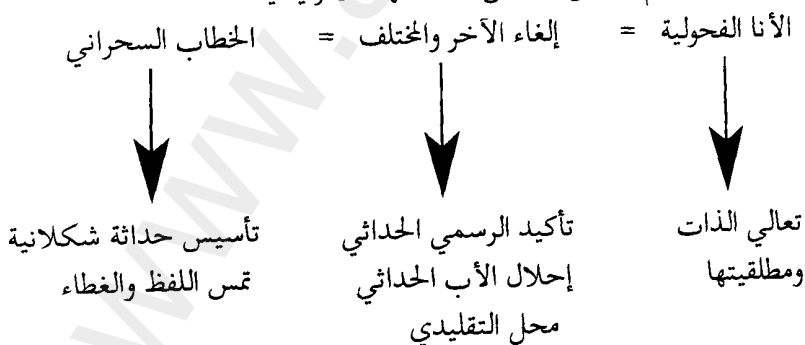 الأنا الفحولية = إلغاء الآخر والمختلف = الخطاب السحراني
تعالي الذات
ومطلقيتها
تأكيد الرسمي الحداثي
إحلال الأب الحداثي
محل التقليدي
تأسيس حداثة شكلانية
تمس اللفظ والغطاء